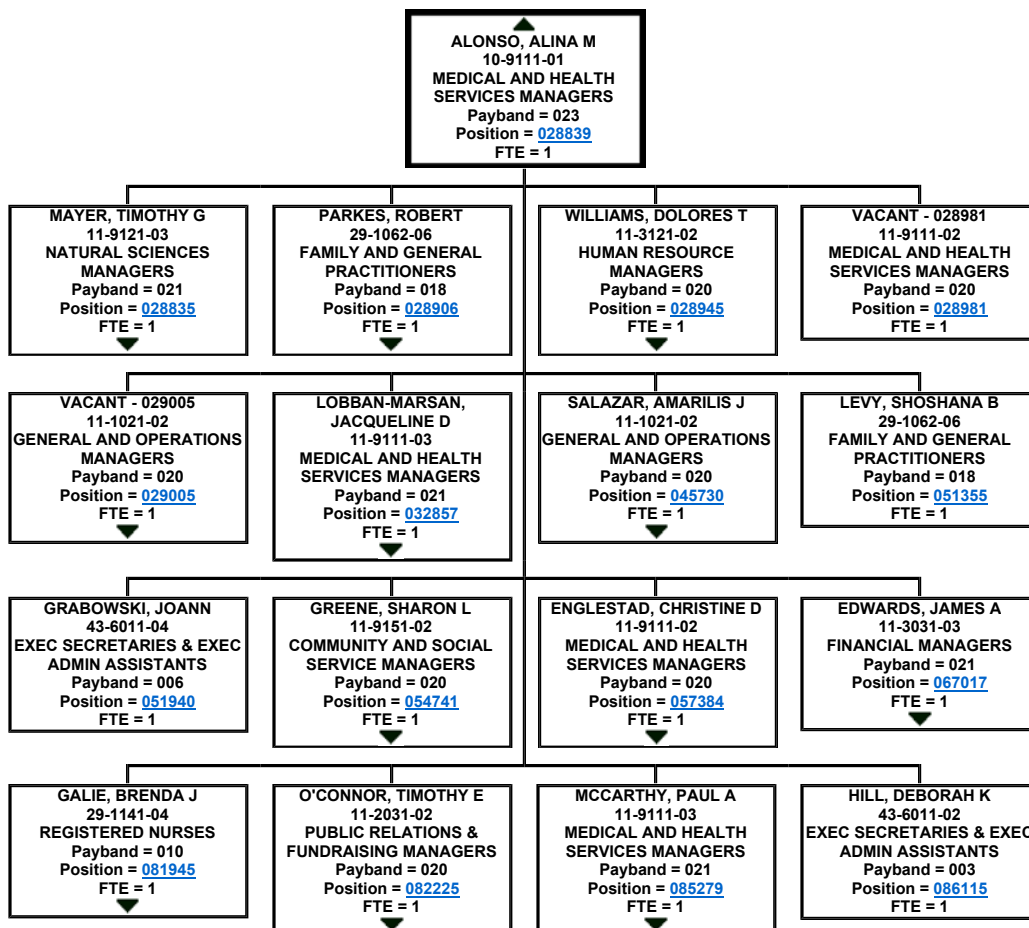 ALONSO, ALINA M
10-9111-01
MEDICAL AND HEALTH
SERVICES MANAGERS
Payband = 023
Position = 028839
FTE = 1
MAYER, TIMOTHY G
11-9121-03
NATURAL SCIENCES
MANAGERS
Payband = 021
Position = 028835
FTE = 1
PARKES, ROBERT
29-1062-06
FAMILY AND GENERAL
PRACTITIONERS
Payband = 018
Position = 028906
FTE = 1
WILLIAMS, DOLORES T
11-3121-02
HUMAN RESOURCE
MANAGERS
Payband = 020
Position = 028945
FTE = 1
VACANT - 028981
11-9111-02
MEDICAL AND HEALTH
SERVICES MANAGERS
Payband = 020
Position = 028981
FTE = 1
VACANT - 029005
11-1021-02
GENERAL AND OPERATIONS
MANAGERS
Payband = 020
Position = 029005
FTE = 1
LOBBAN-MARSAN,
JACQUELINE D
11-9111-03
MEDICAL AND HEALTH
SERVICES MANAGERS
Payband = 021
Position = 032857
FTE = 1
SALAZAR, AMARILIS J
11-1021-02
GENERAL AND OPERATIONS
MANAGERS
Payband = 020
Position = 045730
FTE = 1
LEVY, SHOSHANA B
29-1062-06
FAMILY AND GENERAL
PRACTITIONERS
Payband = 018
Position = 051355
FTE = 1
GRABOWSKI, JOANN
43-6011-04
EXEC SECRETARIES & EXEC
ADMIN ASSISTANTS
Payband = 006
Position = 051940
FTE = 1
GREENE, SHARON L
11-9151-02
COMMUNITY AND SOCIAL
SERVICE MANAGERS
Payband = 020
Position = 054741
FTE = 1
ENGLESTAD, CHRISTINE D
11-9111-02
MEDICAL AND HEALTH
SERVICES MANAGERS
Payband = 020
Position = 057384
FTE = 1
EDWARDS, JAMES A
11-3031-03
FINANCIAL MANAGERS
Payband = 021
Position = 067017
FTE = 1
GALIE, BRENDA J
29-1141-04
REGISTERED NURSES
Payband = 010
Position = 081945
FTE = 1
O'CONNOR, TIMOTHY E
11-2031-02
PUBLIC RELATIONS &
FUNDRAISING MANAGERS
Payband = 020
Position = 082225
FTE = 1
MCCARTHY, PAUL A
11-9111-03
MEDICAL AND HEALTH
SERVICES MANAGERS
Payband = 021
Position = 085279
FTE = 1
HILL, DEBORAH K
43-6011-02
EXEC SECRETARIES & EXEC
ADMIN ASSISTANTS
Payband = 003
Position = 086115
FTE = 1